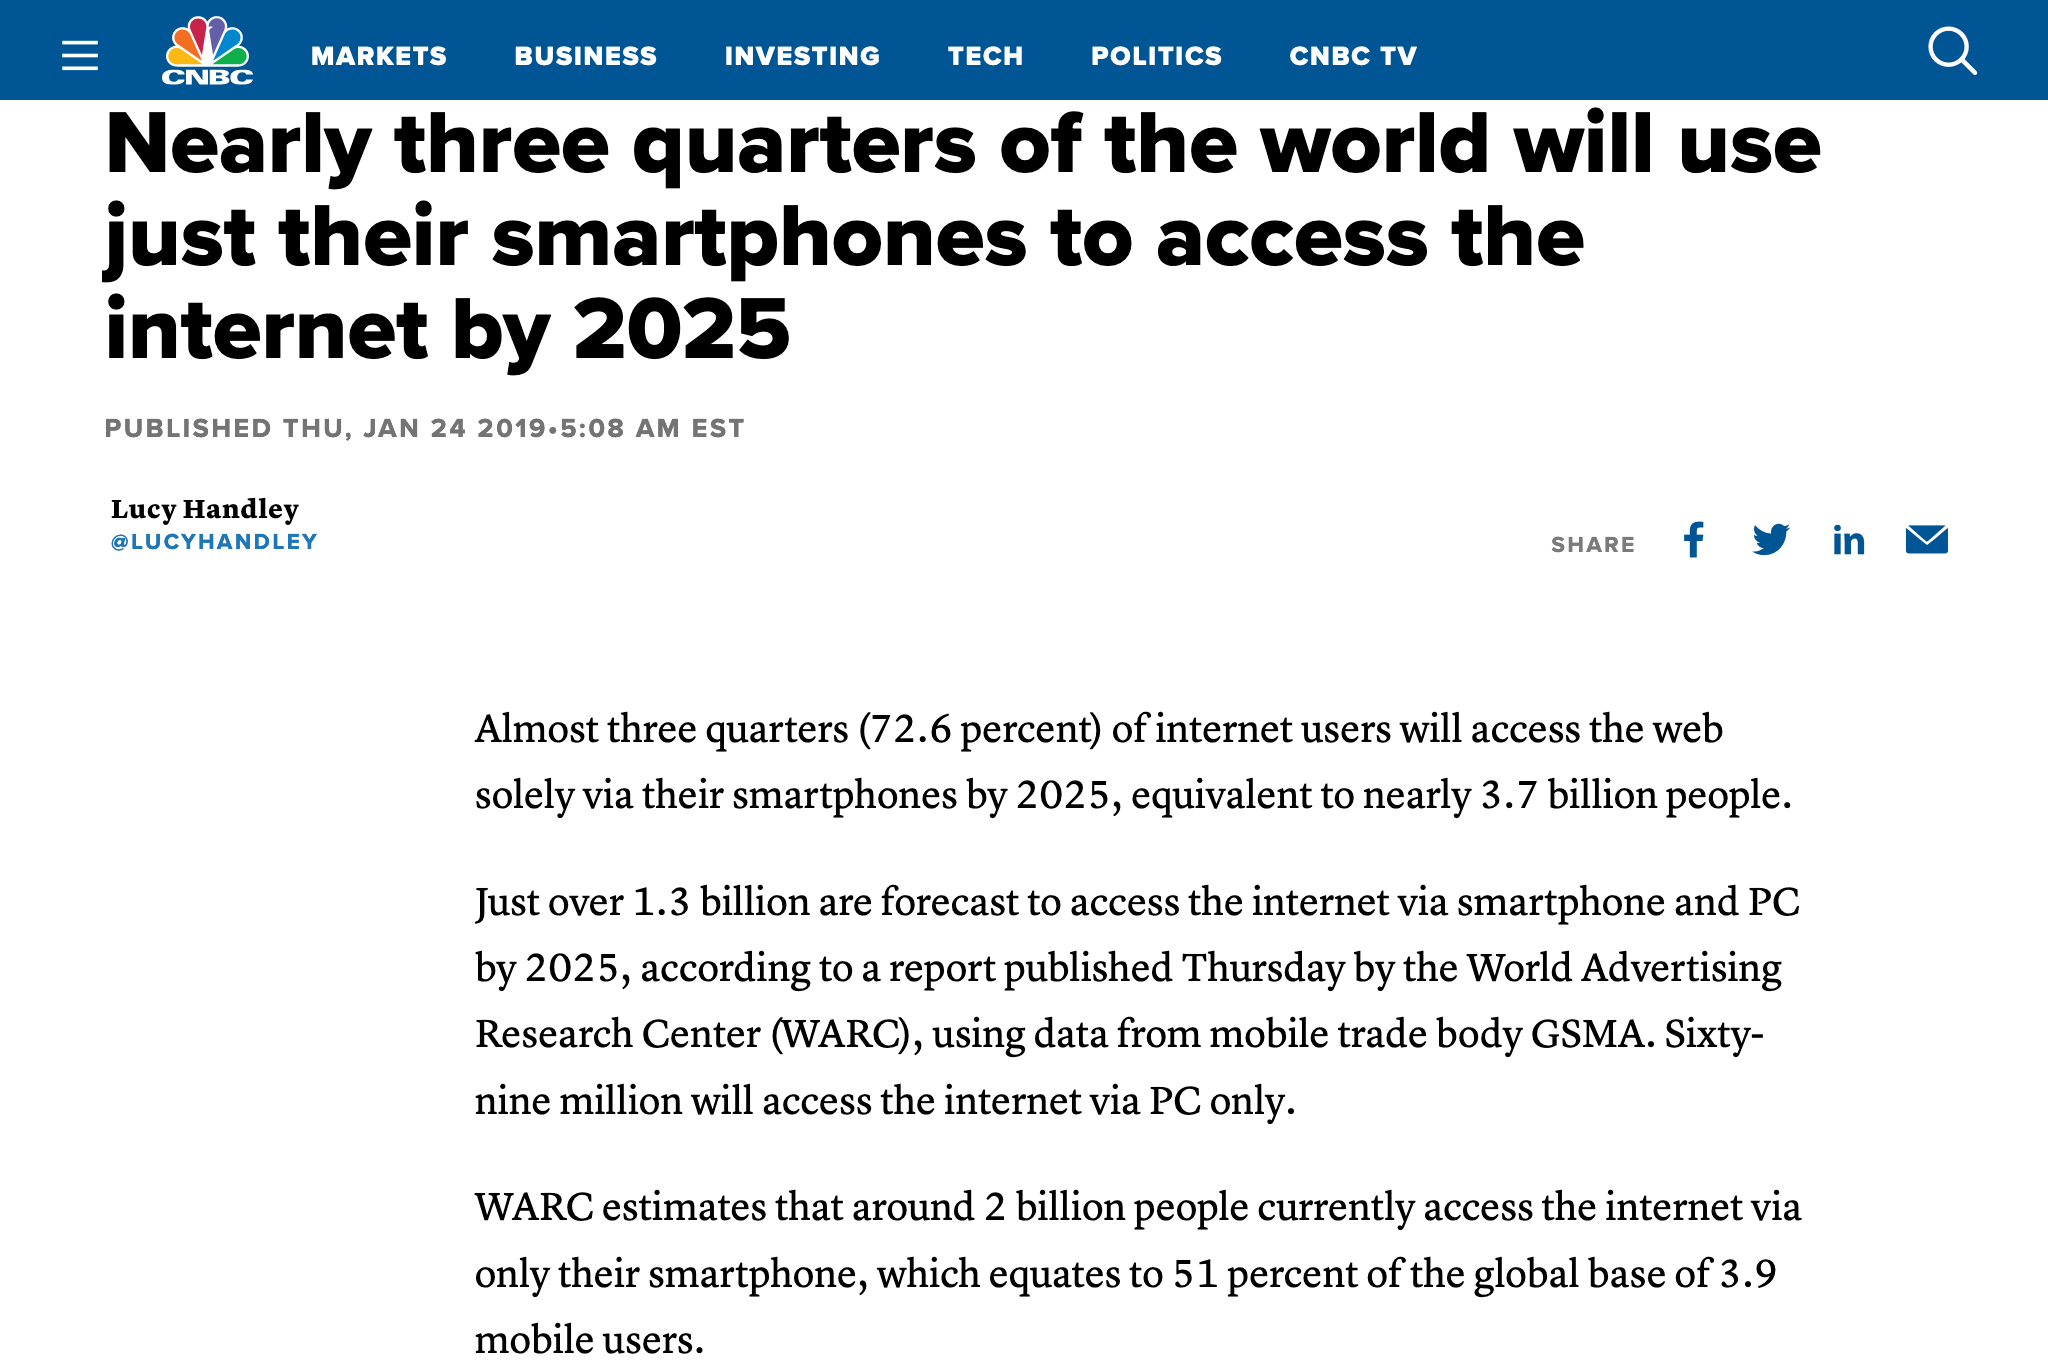 CNBC
MARKETS BUSINESS INVESTING TECH POLITICS CNBC TV
Nearly three quarters of the world will use
just their smartphones to access the
internet by 2025
PUBLISHED THU, JAN 24 2019•5:08 AM EST
Lucy Handley
@LUCYHANDLEY
SHARE
Almost three quarters (72.6 percent) of internet users will access the web
solely via their smartphones by 2025, equivalent to nearly 3.7 billion people.
Just over 1.3 billion are forecast to access the internet via smartphone and PC
by 2025, according to a report published Thursday by the World Advertising
Research Center (WARC), using data from mobile trade body GSMA. Sixty-
nine million will access the internet via PC only.
WARC estimates that around 2 billion people currently access the internet via
only their smartphone, which equates to 51 percent of the global base of 3.9
mobile users.